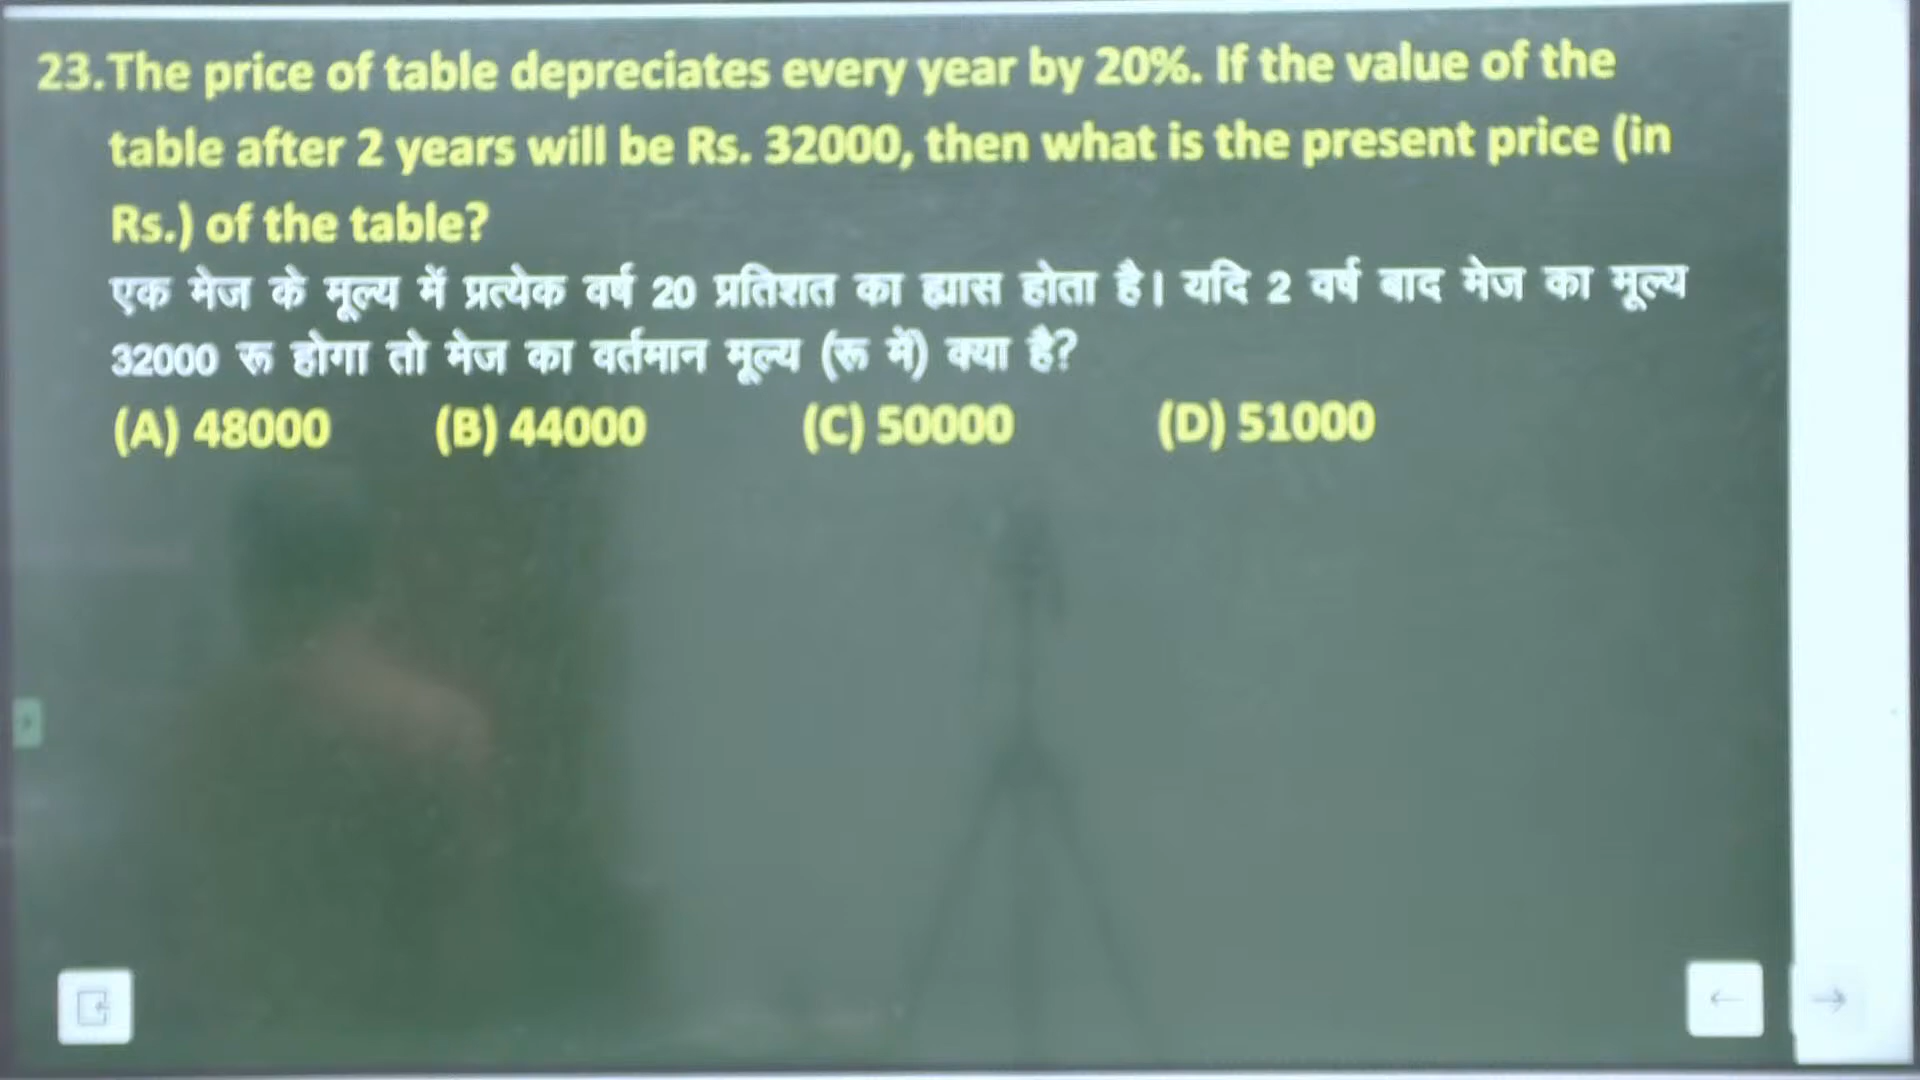 23.The price of table depreciates every year by 20%. If the value of the
table after 2 years will be Rs. 32000, then what is the present price (in
Rs.) of the table?
एक मेज के मूल्य में प्रत्येक वर्ष 20 प्रतिशत का ह्रास होता है। यदि 2 वर्ष बाद मेज का मूल्य
32000 रू होगा तो मेज का वर्तमान मूल्य (रू में) क्या है?
(A) 48000 (B) 44000 (C) 50000 (D) 51000